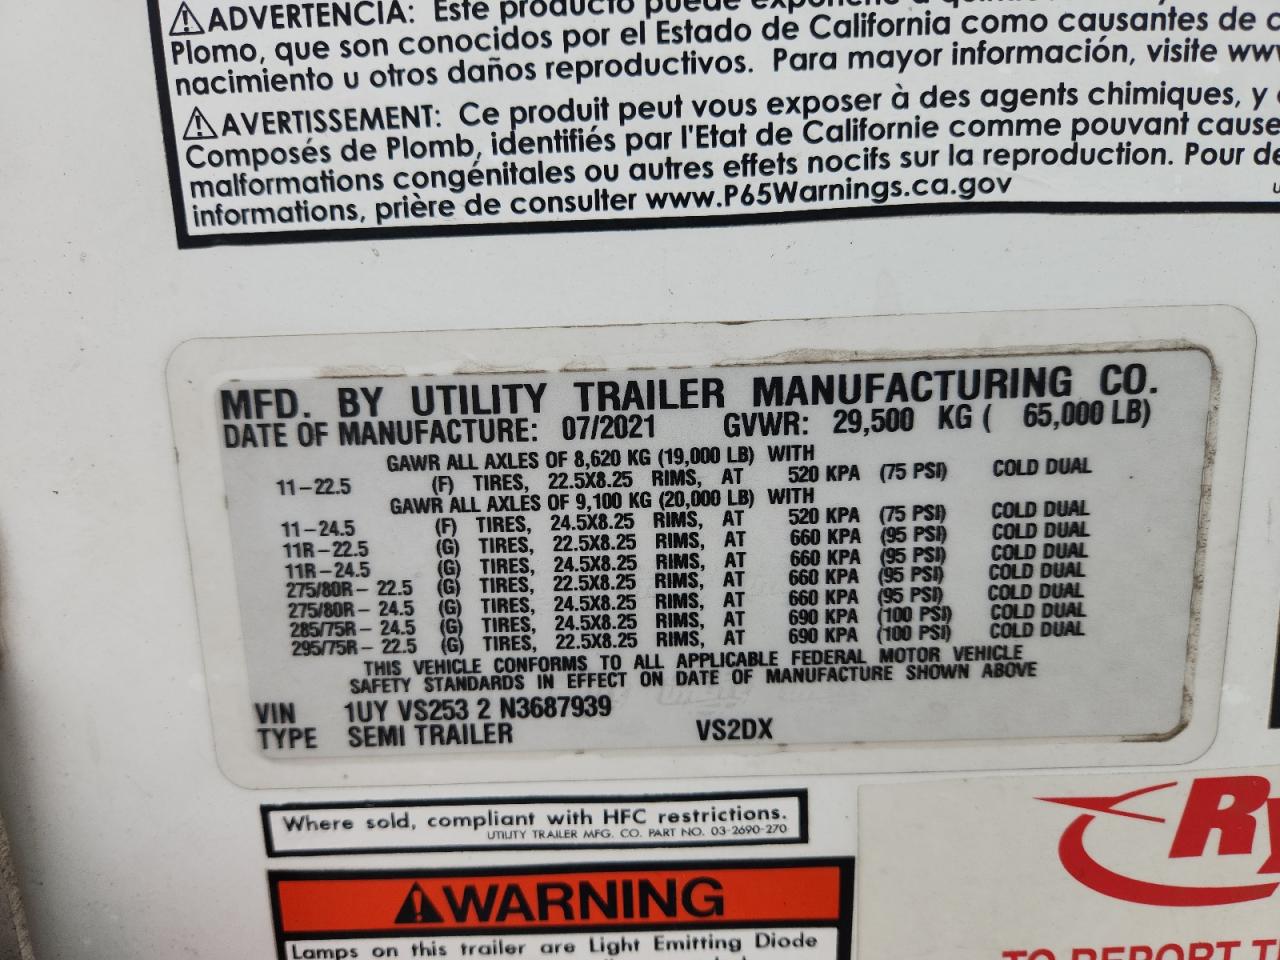 ⚠ADVERTENCIA: Este producto puede
Plomo, que son conocidos por el Estado de California como causantes de
nacimiento u otros daños reproductivos. Para mayor información, visite
⚠AVERTISSEMENT: Ce produit peut vous exposer à des agents chimiques, y
Composés de Plomb, identifiés par l'Etat de Californie comme pouvant
malformations congénitales ou autres effets nocifs sur la reproduction. Pour
informations, prière de consulter www.P65Warnings.ca.gov
MFD. BY UTILITY TRAILER MANUFACTURING CO.
DATE OF MANUFACTURE: 07/2021 GVWR: 29,500 KG ( 65,000 LB)
GAWR ALL AXLES OF 8,620 KG (19,000 LB) WITH
11-22.5 (F) TIRES, 22.5X8.25 RIMS, AT 520 KPA (75 PSI) COLD DUAL
GAWR ALL AXLES OF 9,100 KG (20,000 LB) WITH
11-24.5 (F) TIRES, 24.5X8.25 RIMS, AT 520 KPA (75 PSI) COLD DUAL
11R-22.5 (G) TIRES, 22.5X8.25 RIMS, AT 660 KPA (95 PSI) COLD DUAL
11R-24.5 (G) TIRES, 24.5X8.25 RIMS, AT 660 KPA (95 PSI) COLD DUAL
275/80R- 22.5 (G) TIRES, 22.5X8.25 RIMS, AT 660 KPA (95 PSI) COLD DUAL
275/80R- 24.5 (G) TIRES, 24.5X8.25 RIMS, AT 660 KPA (95 PSI) COLD DUAL
285/75R- 24.5 (G) TIRES, 24.5X8.25 RIMS, AT 690 KPA (100 PSI) COLD DUAL
295/75R- 22.5 (G) TIRES, 22.5X8.25 RIMS, AT 690 KPA (100 PSI) COLD DUAL
THIS VEHICLE CONFORMS TO ALL APPLICABLE FEDERAL MOTOR VEHICLE
SAFETY STANDARDS IN EFFECT ON DATE OF MANUFACTURE SHOWN ABOVE
VIN 1UY VS253 2 N3687939
TYPE SEMI TRAILER VS2DX
Where sold, compliant with HFC restrictions.
UTILITY TRAILER MFG. CO. PART NO. 03-2690-270
⚠WARNING
Lamps on this trailer are Light Emitting Diode
TO REPORT